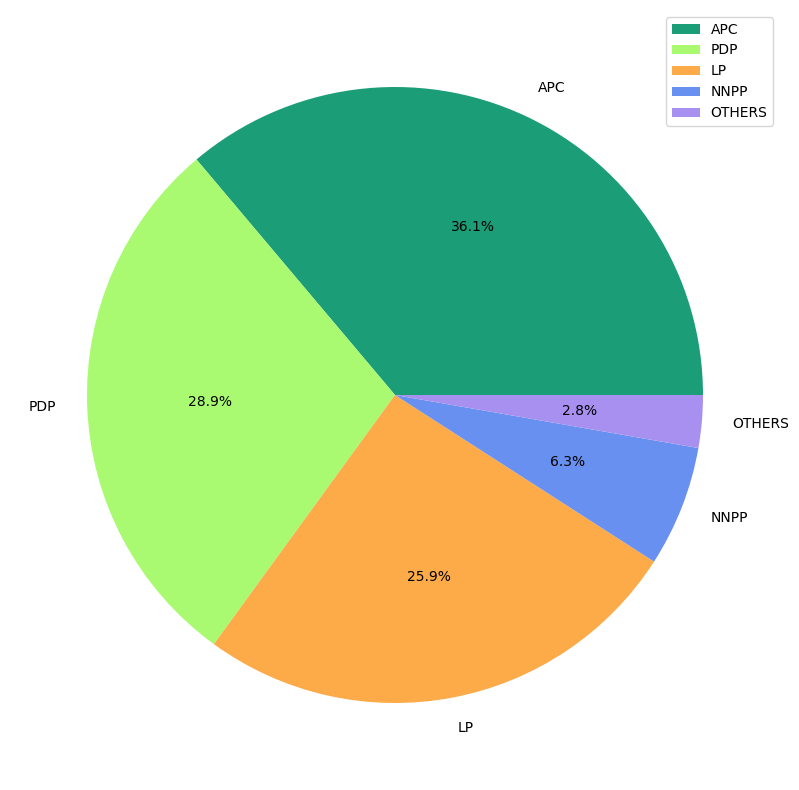 APC
PDP
LP
NNPP
OTHERS
APC
36.1%
28.9%
PDP
2.8%
OTHERS
6.3%
NNPP
25.9%
LP